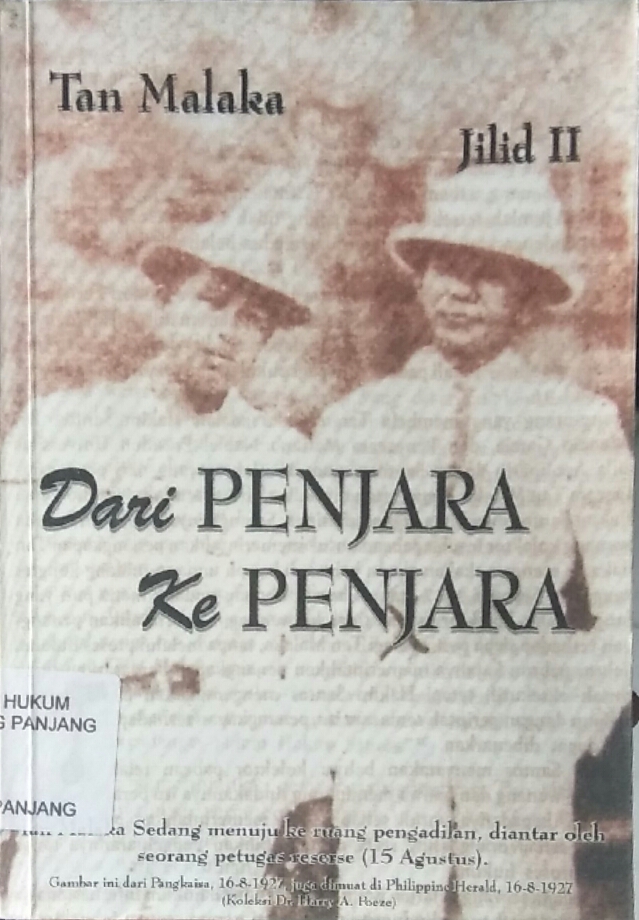 Tan Malaka
Jilid II
Dari PENJARA
Ke PENJARA
HUKUM
G PANJANG
PANJANG
Sedang menuju ke ruang pengadilan, diantar oleh
seorang petugas reserse (15 Agustus).
Gambar ini dari Pangkaisa, 16-8-1927, juga dimuat di Philippine Herald, 16-8-1927
(Koleksi Dr. Harry A. Poeze)